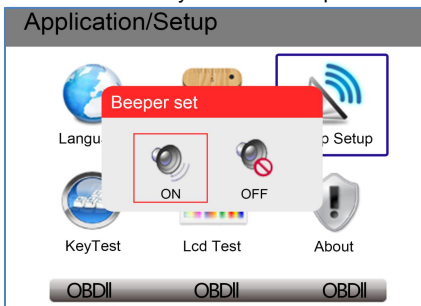 Application/Setup
Beeper set
Langu
p Setup
ON
OFF
KeyTest
Lcd Test
About
OBDII
OBDII
OBDII